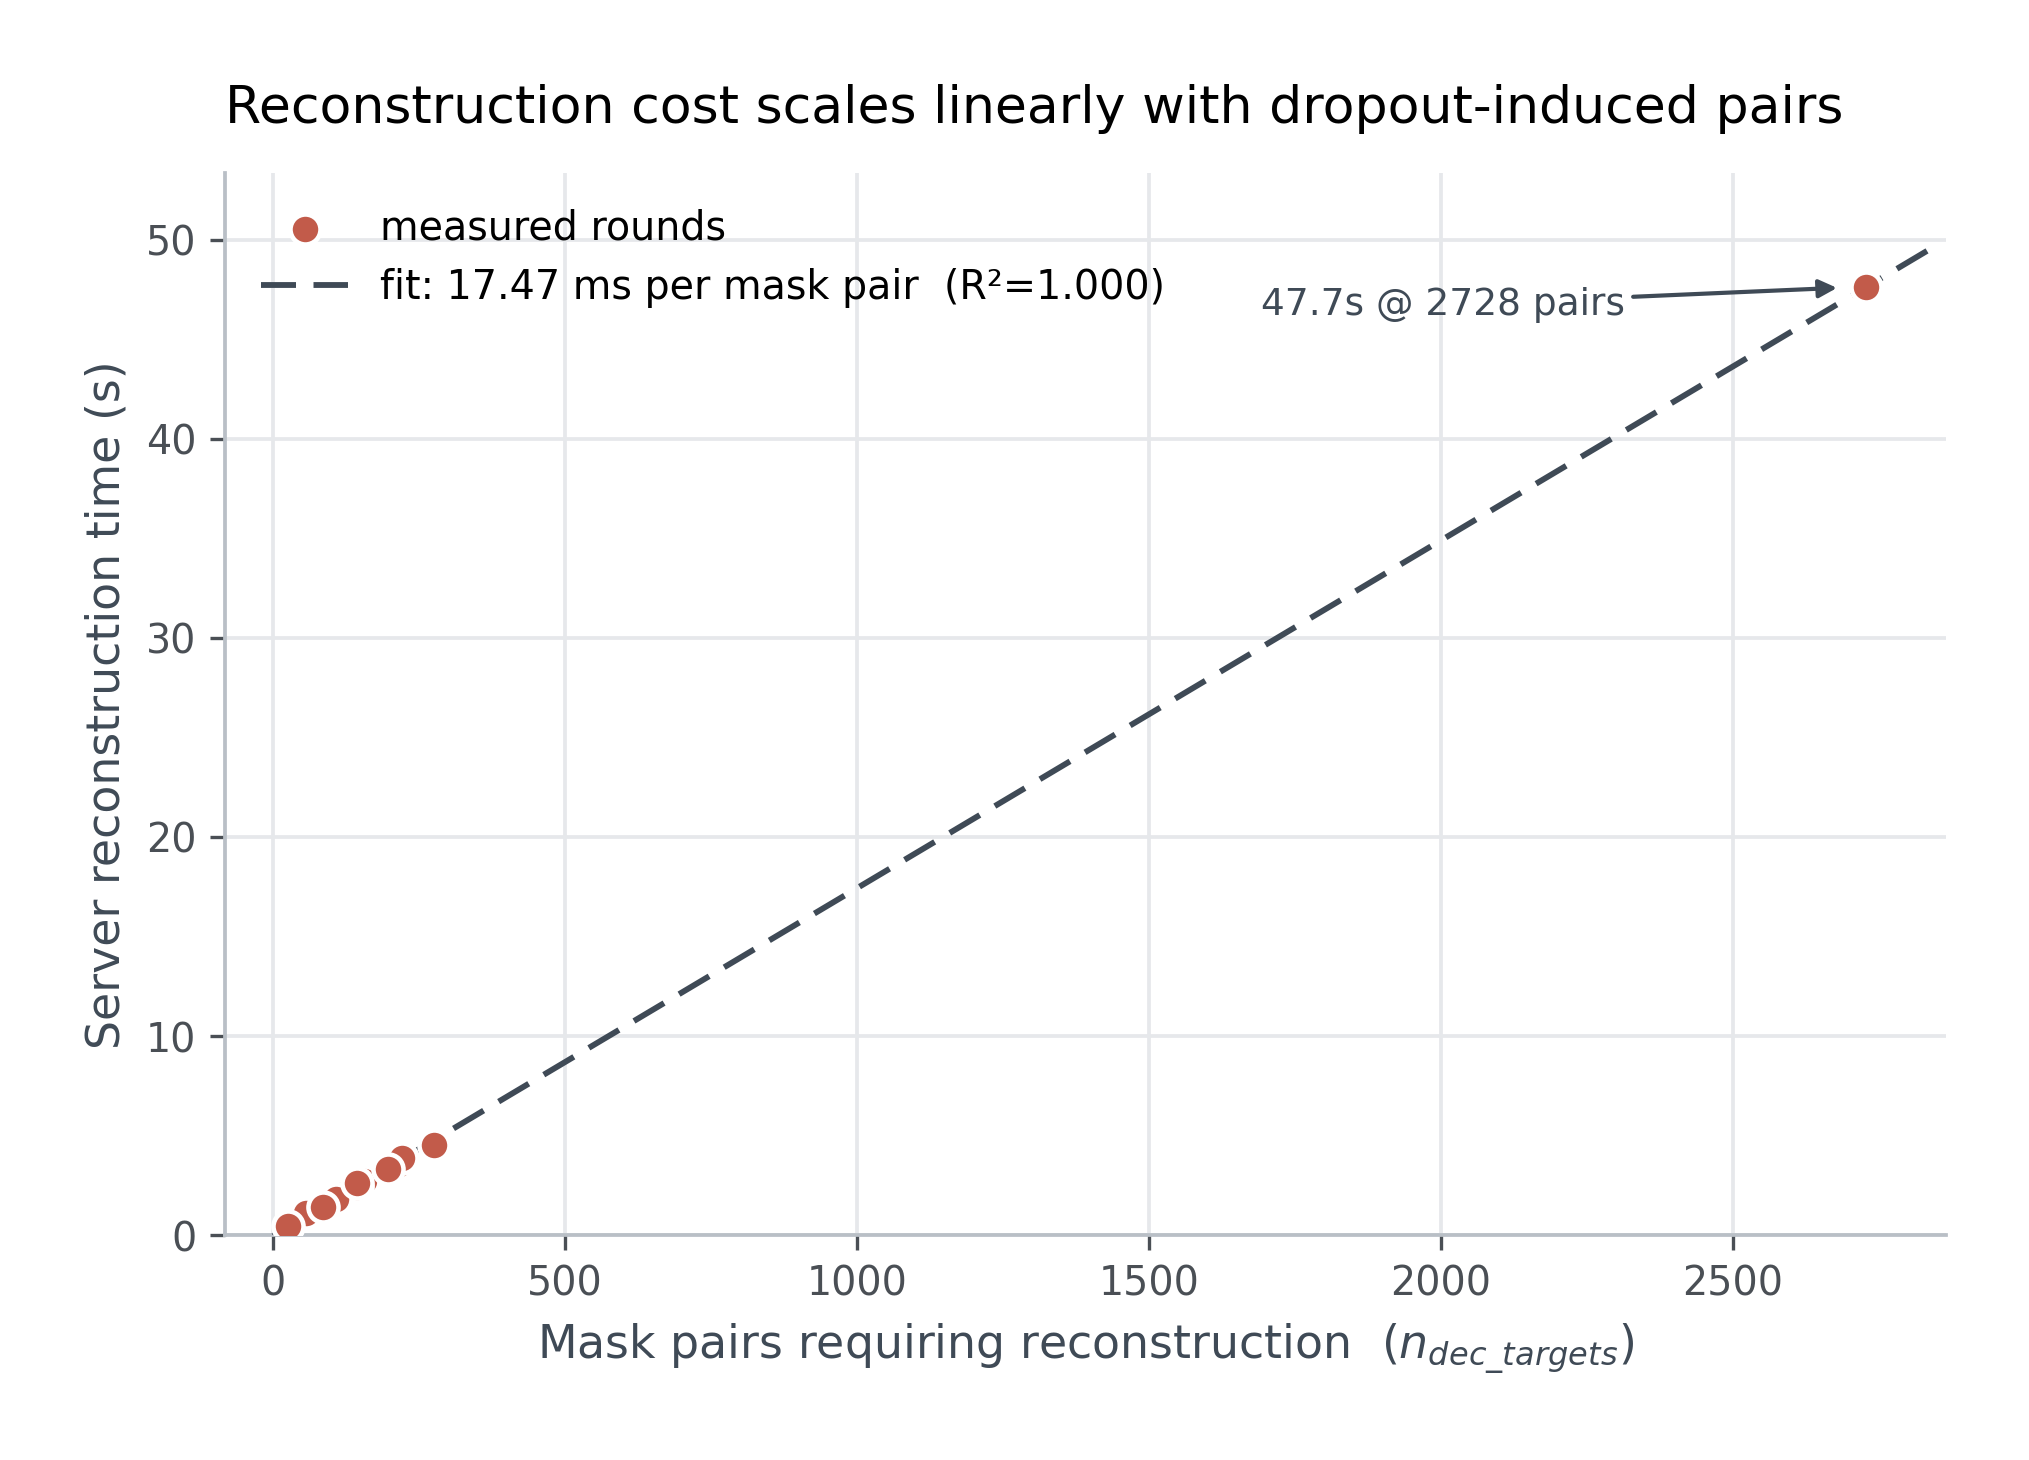 Reconstruction cost scales linearly with dropout-induced pairs
measured rounds
fit: 17.47 ms per mask pair (R²=1.000)
47.7s @ 2728 pairs
Server reconstruction time (s)
50
40
30
20
10
0
0 500 1000 1500 2000 2500
Mask pairs requiring reconstruction (n_dec_targets)